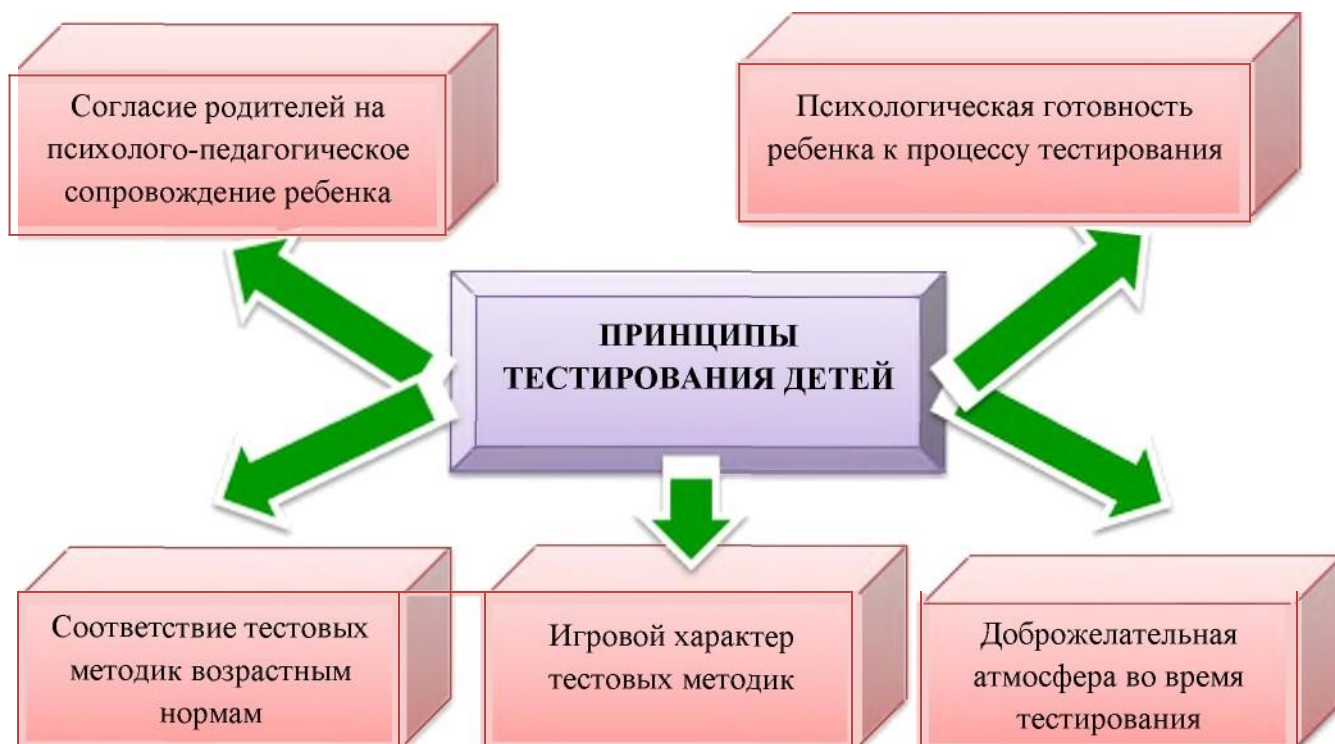 Согласие родителей на
психолого-педагогическое
сопровождение ребенка
Психологическая готовность
ребенка к процессу тестирования
ПРИНЦИПЫ
ТЕСТИРОВАНИЯ ДЕТЕЙ
Соответствие тестовых
методик возрастным
нормам
Игровой характер
тестовых методик
Доброжелательная
атмосфера во время
тестирования